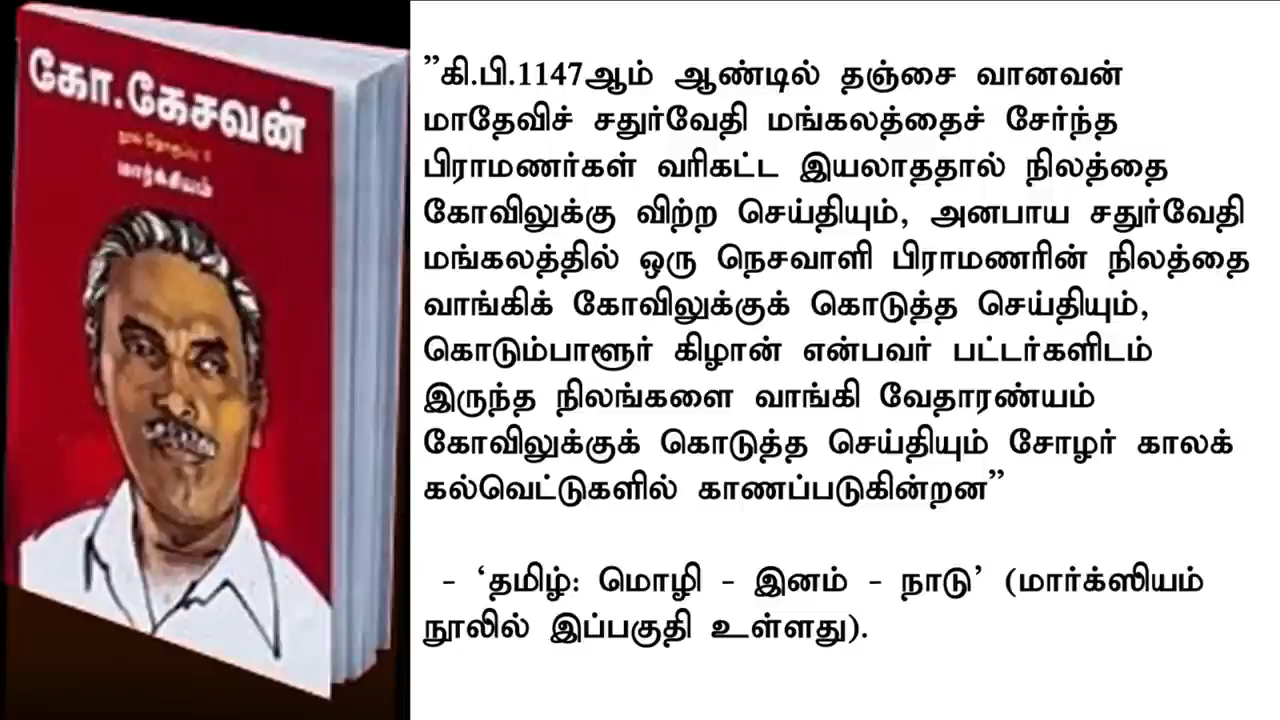 கோ.கேசவன்
மார்க்சியம்
”கி.பி.1147ஆம் ஆண்டில் தஞ்சை வானவன்
மாதேவிச் சதுர்வேதி மங்கலத்தைச் சேர்ந்த
பிராமணர்கள் வரிகட்ட இயலாததால் நிலத்தை
கோவிலுக்கு விற்ற செய்தியும், அனபாய சதுர்வேதி
மங்கலத்தில் ஒரு நெசவாளி பிராமணரின் நிலத்தை
வாங்கிக் கோவிலுக்குக் கொடுத்த செய்தியும்,
கொடும்பாளூர் கிழான் என்பவர் பட்டர்களிடம்
இருந்த நிலங்களை வாங்கி வேதாரண்யம்
கோவிலுக்குக் கொடுத்த செய்தியும் சோழர் காலக்
கல்வெட்டுகளில் காணப்படுகின்றன”
- ‘தமிழ்: மொழி - இனம் - நாடு’ (மார்க்ஸியம்
நூலில் இப்பகுதி உள்ளது).